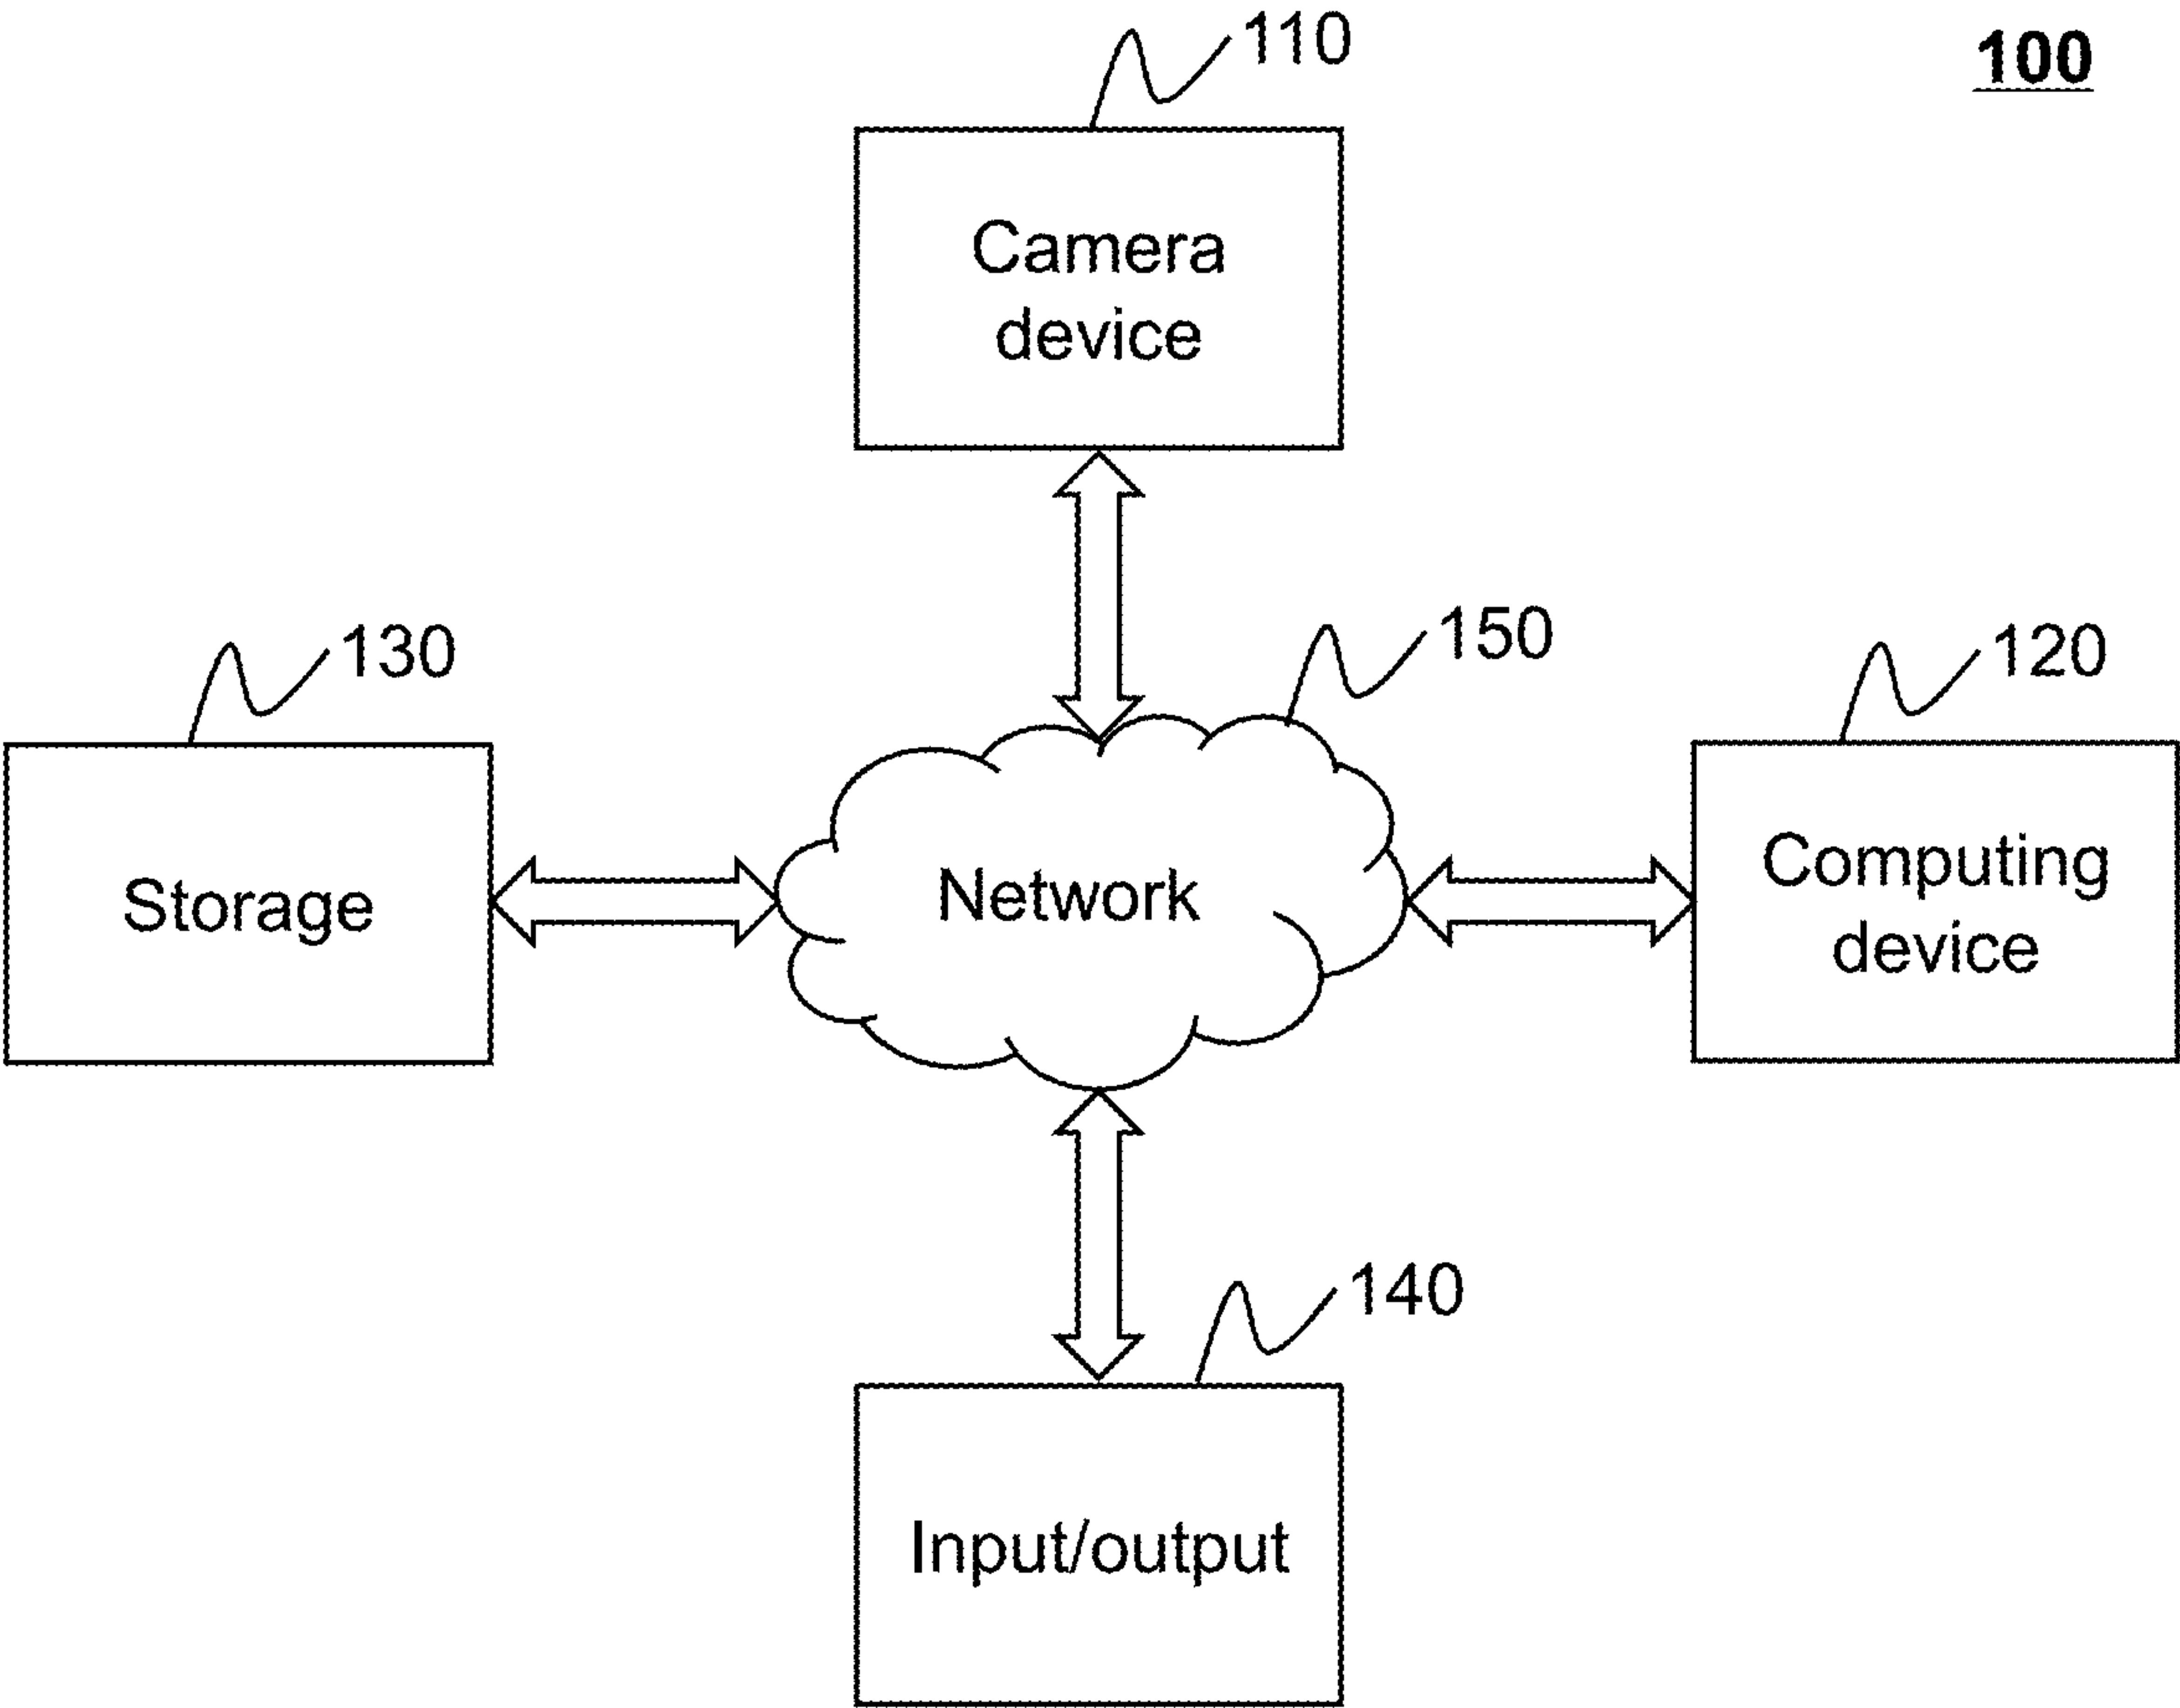 110
100
Camera
device
150
130
120
Storage
Network
Computing
device
140
Input/output